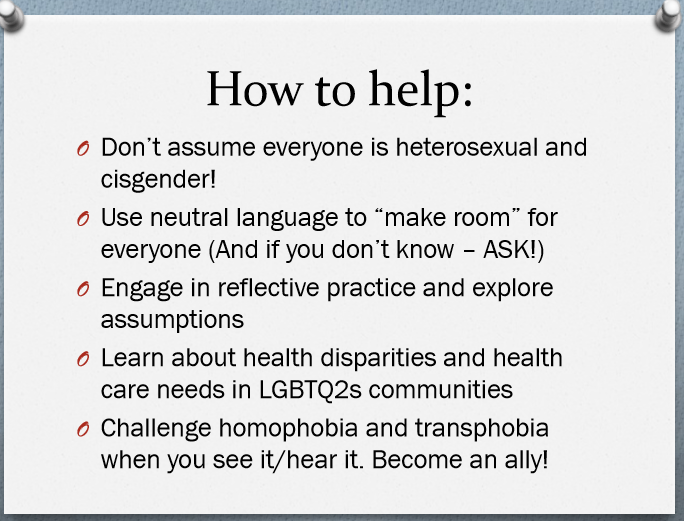 How to help:
Don’t assume everyone is heterosexual and
cisgender!
Use neutral language to “make room” for
everyone (And if you don’t know – ASK!)
Engage in reflective practice and explore
assumptions
Learn about health disparities and health
care needs in LGBTQ2s communities
Challenge homophobia and transphobia
when you see it/hear it. Become an ally!